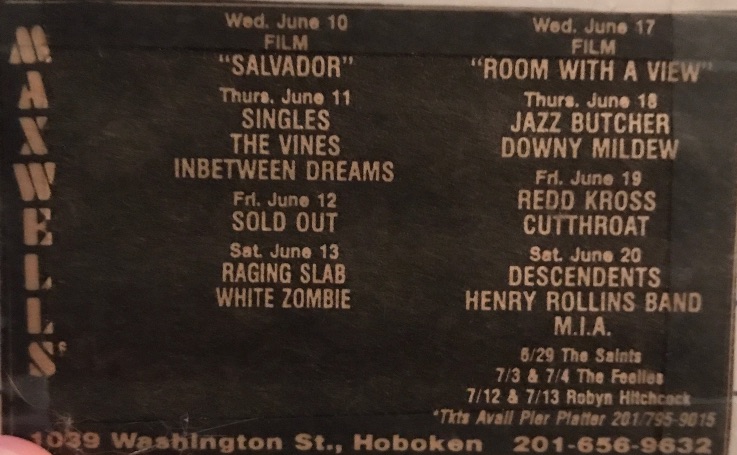 MAXWELLS'
Wed. June 10
FILM
"SALVADOR"
Thurs. June 11
SINGLES
THE VINES
INBETWEEN DREAMS
Fri. June 12
SOLD OUT
Sat. June 13
RAGING SLAB
WHITE ZOMBIE
Wed. June 17
FILM
"ROOM WITH A VIEW"
Thurs. June 18
JAZZ BUTCHER
DOWNY MILDEW
Fri. June 19
REDD KROSS
CUTTHROAT
Sat. June 20
DESCENDENTS
HENRY ROLLINS BAND
M.I.A.
6/29 The Saints
7/3 & 7/4 The Feelies
7/12 & 7/13 Robyn Hitchcock
*Tkts Avail Pier Platter 201/795-9015
1039 Washington St., Hoboken 201-656-9632